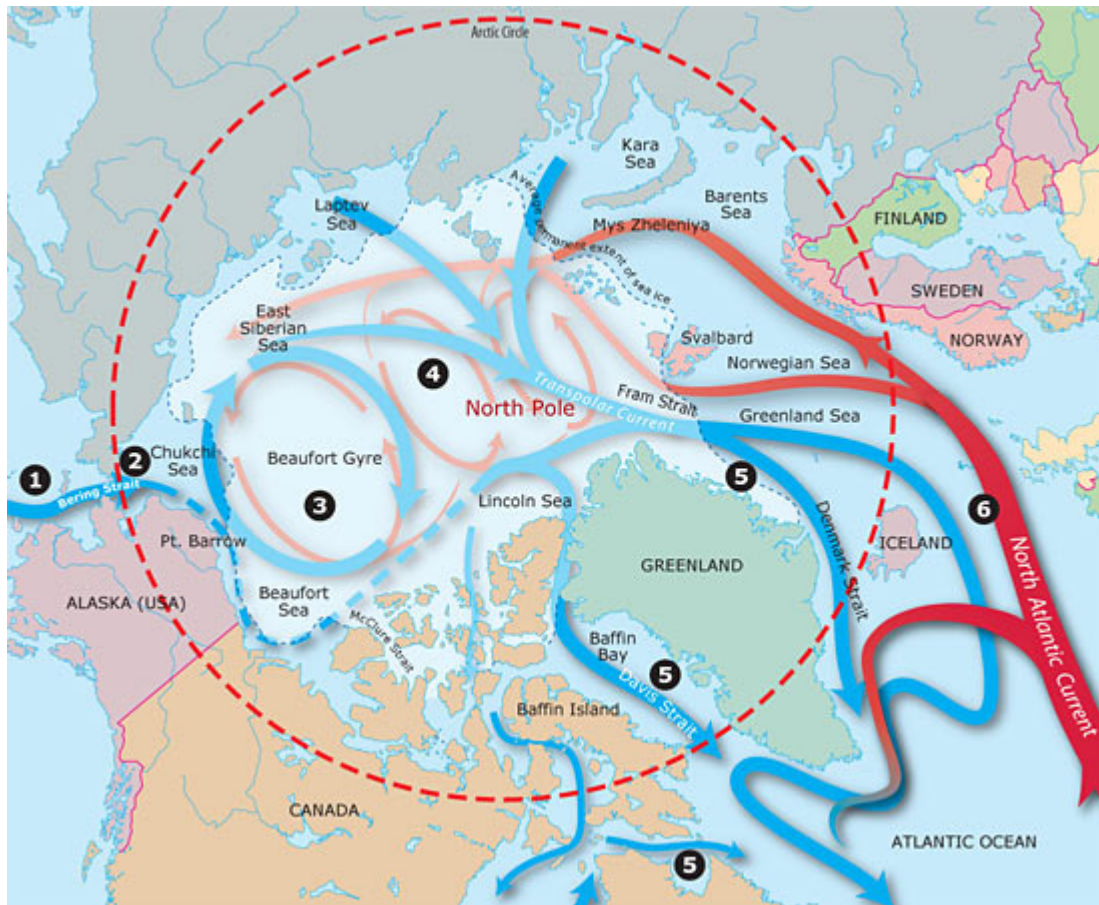 Arctic Circle
Kara
Sea
Average permanent extent of sea ice
Barents
Sea
Laptev
Sea
Mys Zheleniya
FINLAND
SWEDEN
NORWAY
East
Siberian
Sea
Svalbard
Norwegian Sea
4
North Pole
Transpolar Current
Fram Strait
Greenland Sea
1
2
Chukchi
Sea
Bering Strait
Beaufort Gyre
3
Lincoln Sea
5
6
Pt. Barrow
Denmark Strait
ICELAND
GREENLAND
North Atlantic Current
ALASKA (USA)
Beaufort
Sea
McClure Strait
Baffin
Bay
5
Davis Strait
Baffin Island
CANADA
ATLANTIC OCEAN
5